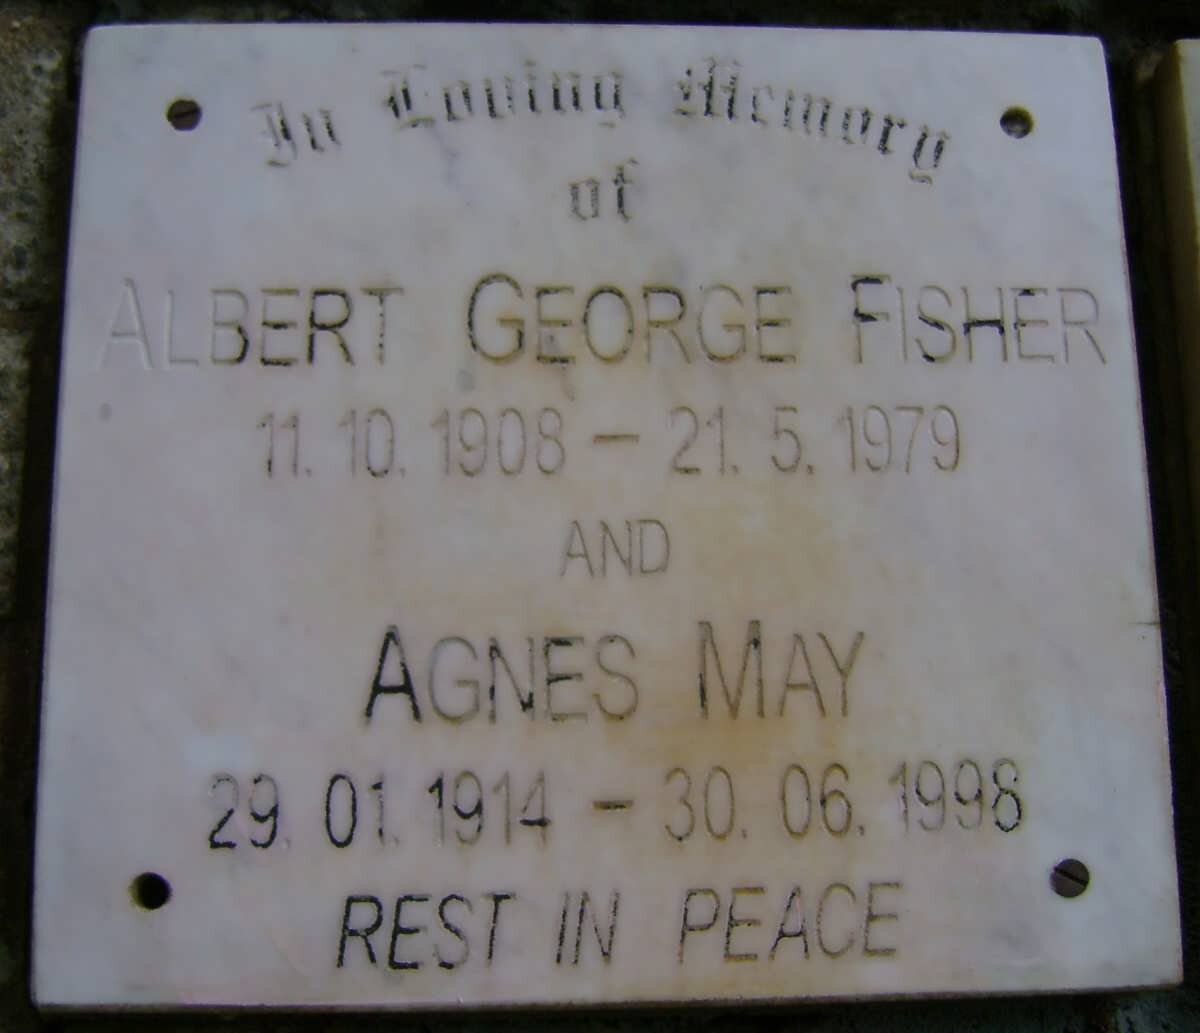 In Loving Memory
of
ALBERT GEORGE FISHER
11. 10. 1908 – 21. 5. 1979
AND
AGNES MAY
29. 01. 1914 – 30. 06. 1998
REST IN PEACE